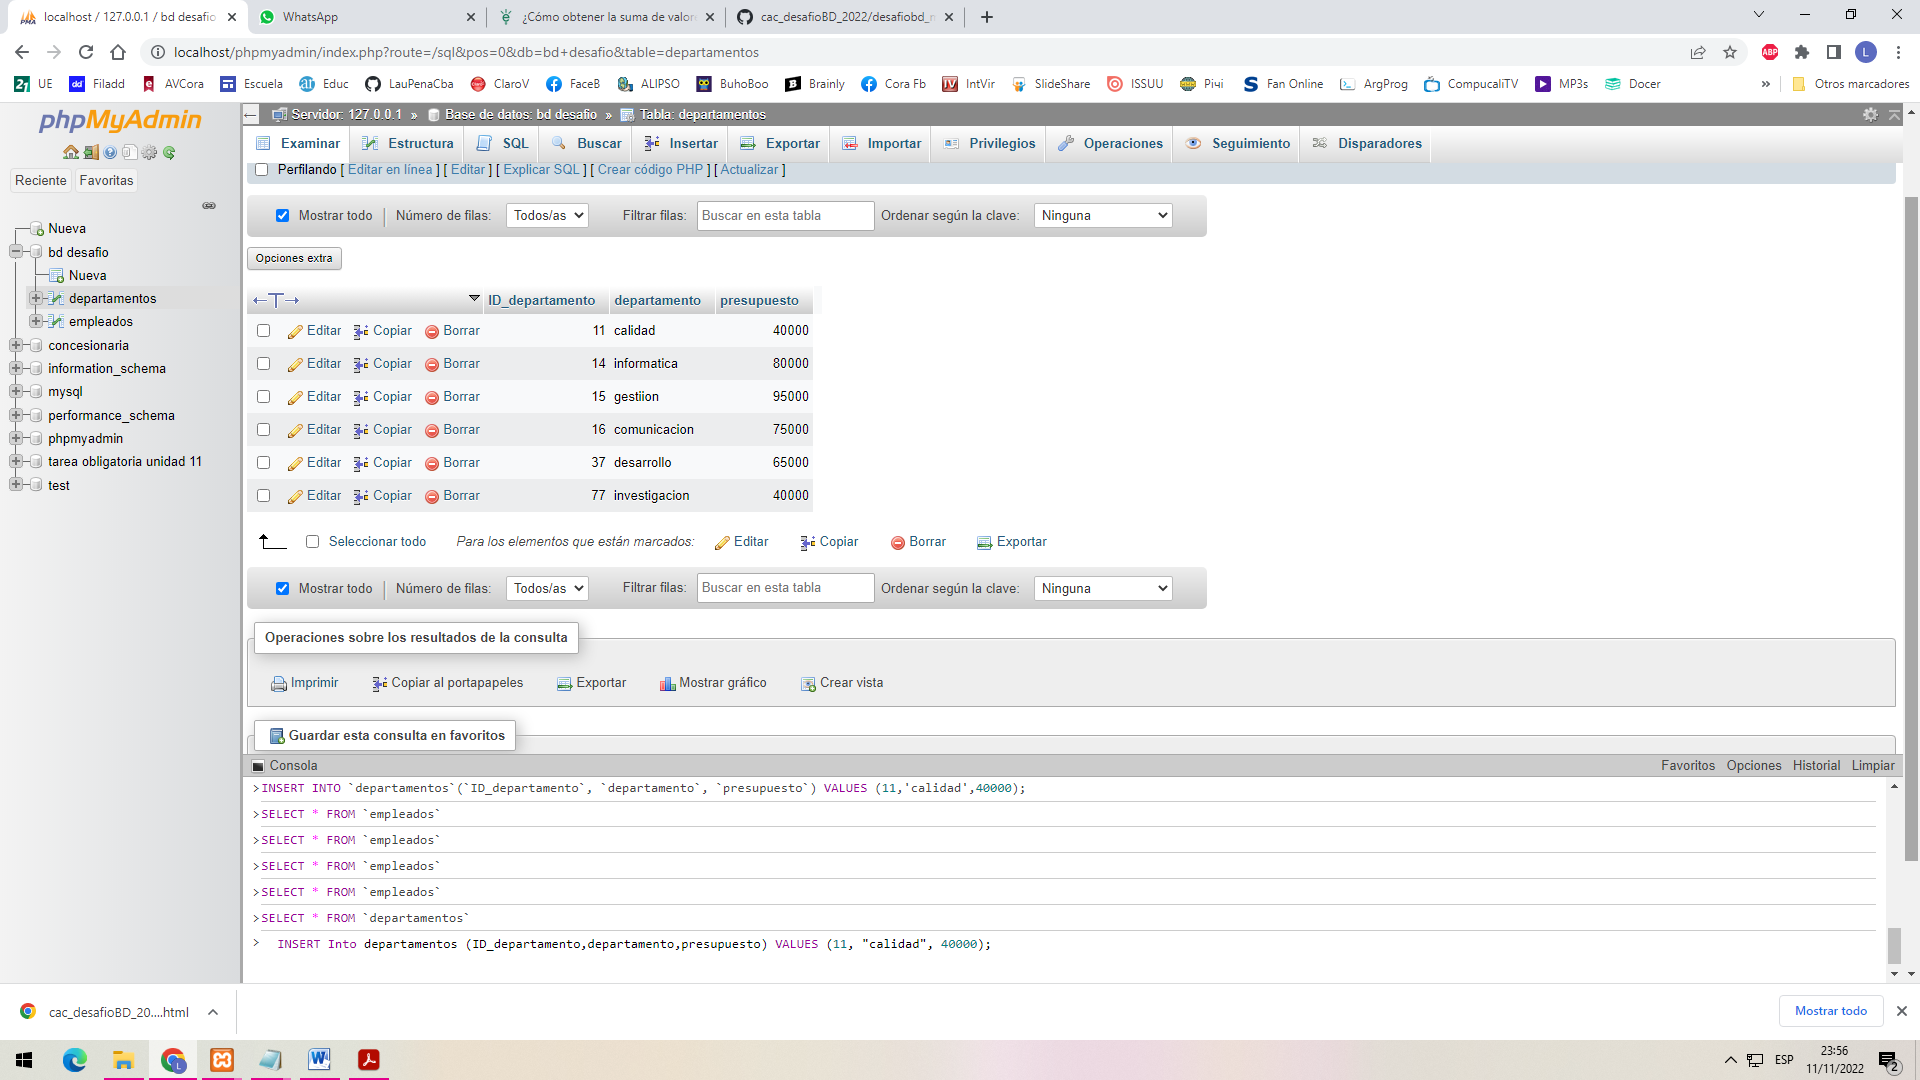 localhost / 127.0.0.1 / bd desafio
WhatsApp
¿Cómo obtener la suma de valor
cac_desafioBD_2022/desafiobd_r
localhost/phpmyadmin/index.php?route=/sql&pos=0&db=bd+desafio&table=departamentos
ABP
L
UE
Filadd
AVCora
Escuela
Educ
LauPenaCba
ClaroV
FaceB
ALIPSO
BuhoBoo
Brainly
Cora Fb
IntVir
SlideShare
ISSUU
Piui
Fan Online
ArgProg
CompucaliTV
MP3s
Docer
»
Otros marcadores
phpMyAdmin
Reciente
Favoritas
Nueva
bd desafio
Nueva
departamentos
empleados
concesionaria
information_schema
mysql
performance_schema
phpmyadmin
tarea obligatoria unidad 11
test
Servidor: 127.0.0.1 » Base de datos: bd desafio » Tabla: departamentos
Examinar
Estructura
SQL
Buscar
Insertar
Exportar
Importar
Privilegios
Operaciones
Seguimiento
Disparadores
Perfilando [ Editar en línea ] [ Editar ] [ Explicar SQL ] [ Crear código PHP ] [ Actualizar ]
Mostrar todo | Número de filas: Todos/as Filtrar filas: Buscar en esta tabla Ordenar según la clave: Ninguna
Opciones extra
←T→ ID_departamento departamento presupuesto
Editar Copiar Borrar 11 calidad 40000
Editar Copiar Borrar 14 informatica 80000
Editar Copiar Borrar 15 gestiion 95000
Editar Copiar Borrar 16 comunicacion 75000
Editar Copiar Borrar 37 desarrollo 65000
Editar Copiar Borrar 77 investigacion 40000
Seleccionar todo Para los elementos que están marcados: Editar Copiar Borrar Exportar
Mostrar todo | Número de filas: Todos/as Filtrar filas: Buscar en esta tabla Ordenar según la clave: Ninguna
Operaciones sobre los resultados de la consulta
Imprimir Copiar al portapapeles Exportar Mostrar gráfico Crear vista
Guardar esta consulta en favoritos
Consola
Favoritos Opciones Historial Limpiar
>INSERT INTO `departamentos`(`ID_departamento`, `departamento`, `presupuesto`) VALUES (11,'calidad',40000);
>SELECT * FROM `empleados`
>SELECT * FROM `empleados`
>SELECT * FROM `empleados`
>SELECT * FROM `empleados`
>SELECT * FROM `departamentos`
> INSERT Into departamentos (ID_departamento,departamento,presupuesto) VALUES (11, "calidad", 40000);
cac_desafioBD_20....html
Mostrar todo
ESP
23:56
11/11/2022
2